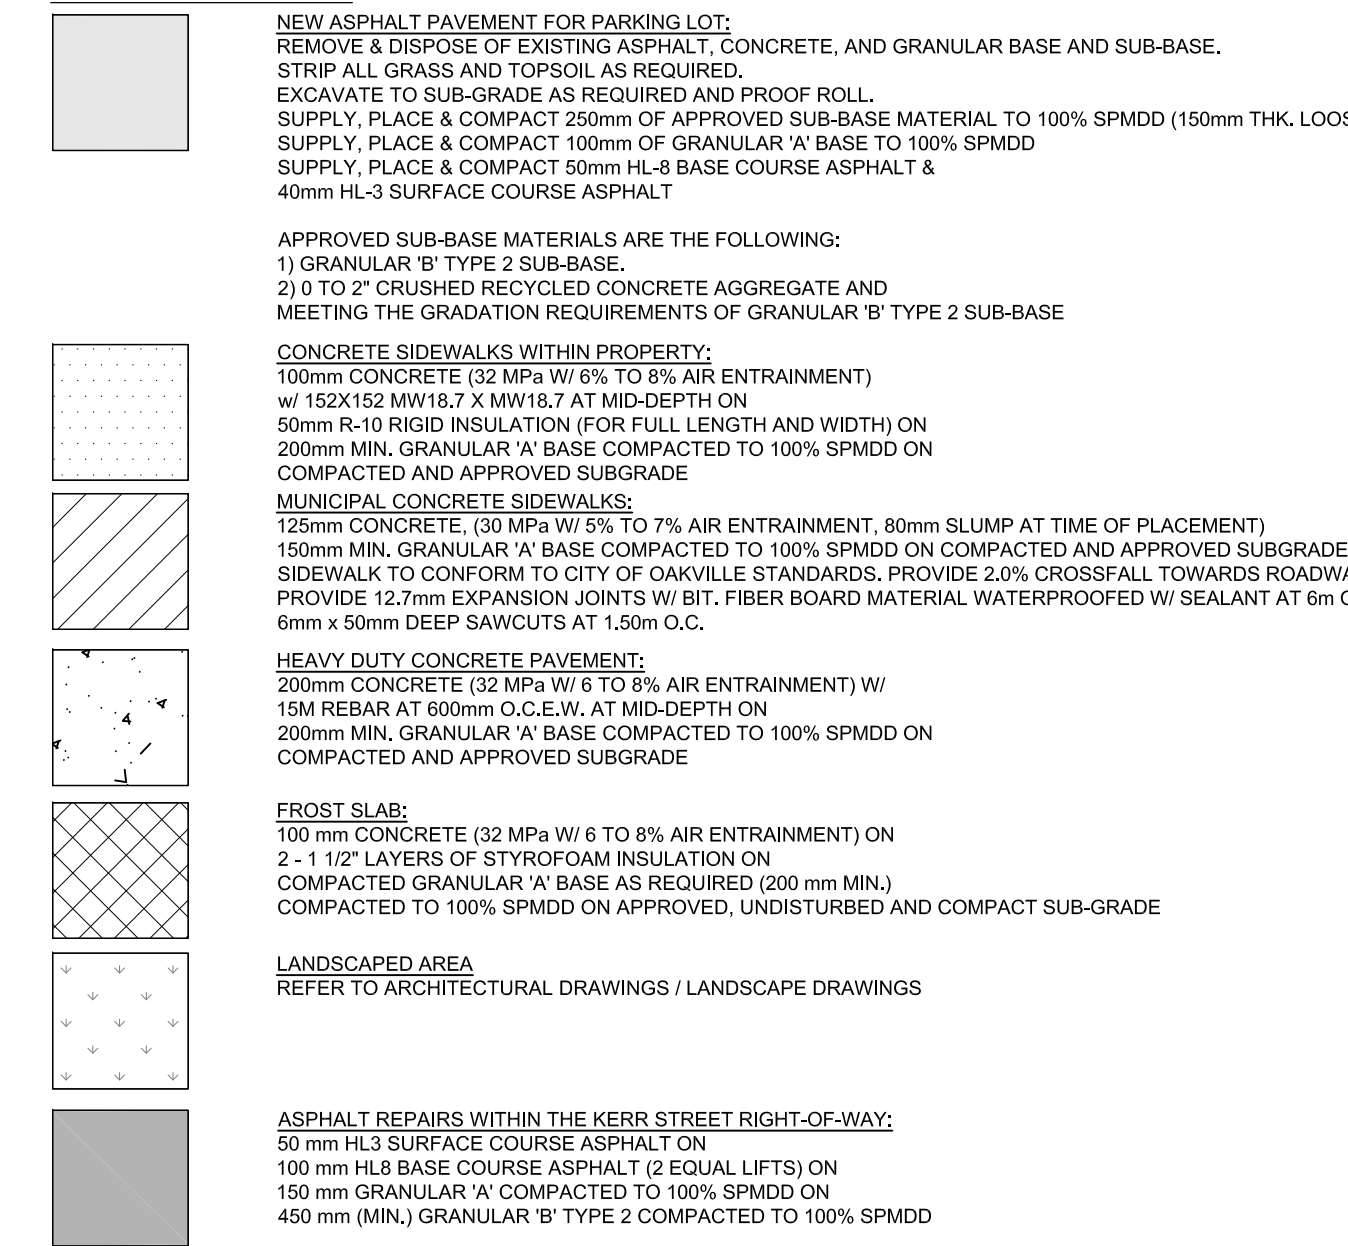 NEW ASPHALT PAVEMENT FOR PARKING LOT:
REMOVE & DISPOSE OF EXISTING ASPHALT, CONCRETE, AND GRANULAR BASE AND SUB-BASE.
STRIP ALL GRASS AND TOPSOIL AS REQUIRED.
EXCAVATE TO SUB-GRADE AS REQUIRED AND PROOF ROLL.
SUPPLY, PLACE & COMPACT 250mm OF APPROVED SUB-BASE MATERIAL TO 100% SPMDD (150mm THK. 
SUPPLY, PLACE & COMPACT 100mm OF GRANULAR 'A' BASE TO 100% SPMDD
SUPPLY, PLACE & COMPACT 50mm HL-8 BASE COURSE ASPHALT &
40mm HL-3 SURFACE COURSE ASPHALT
APPROVED SUB-BASE MATERIALS ARE THE FOLLOWING:
1) GRANULAR 'B' TYPE 2 SUB-BASE.
2) 0 TO 2" CRUSHED RECYCLED CONCRETE AGGREGATE AND
MEETING THE GRADATION REQUIREMENTS OF GRANULAR 'B' TYPE 2 SUB-BASE
CONCRETE SIDEWALKS WITHIN PROPERTY:
100mm CONCRETE (32 MPa W/ 6% TO 8% AIR ENTRAINMENT)
w/ 152X152 MW18.7 X MW18.7 AT MID-DEPTH ON
50mm R-10 RIGID INSULATION (FOR FULL LENGTH AND WIDTH) ON
200mm MIN. GRANULAR 'A' BASE COMPACTED TO 100% SPMDD ON
COMPACTED AND APPROVED SUBGRADE
MUNICIPAL CONCRETE SIDEWALKS:
125mm CONCRETE, (30 MPa W/ 5% TO 7% AIR ENTRAINMENT, 80mm SLUMP AT TIME OF PLACEMENT)
150mm MIN. GRANULAR 'A' BASE COMPACTED TO 100% SPMDD ON COMPACTED AND APPROVED SUBGRADE
SIDEWALK TO CONFORM TO CITY OF OAKVILLE STANDARDS. PROVIDE 2.0% CROSSFALL TOWARDS
PROVIDE 12.7mm EXPANSION JOINTS W/ BIT. FIBER BOARD MATERIAL WATERPROOFED W/ SEALANT AT 6m
6mm x 50mm DEEP SAWCUTS AT 1.50m O.C.
HEAVY DUTY CONCRETE PAVEMENT:
200mm CONCRETE (32 MPa W/ 6 TO 8% AIR ENTRAINMENT) W/
15M REBAR AT 600mm O.C.E.W. AT MID-DEPTH ON
200mm MIN. GRANULAR 'A' BASE COMPACTED TO 100% SPMDD ON
COMPACTED AND APPROVED SUBGRADE
FROST SLAB:
100 mm CONCRETE (32 MPa W/ 6 TO 8% AIR ENTRAINMENT) ON
2 - 1 1/2" LAYERS OF STYROFOAM INSULATION ON
COMPACTED GRANULAR 'A' BASE AS REQUIRED (200 mm MIN.)
COMPACTED TO 100% SPMDD ON APPROVED, UNDISTURBED AND COMPACT SUB-GRADE
LANDSCAPED AREA
REFER TO ARCHITECTURAL DRAWINGS / LANDSCAPE DRAWINGS
ASPHALT REPAIRS WITHIN THE KERR STREET RIGHT-OF-WAY:
50 mm HL3 SURFACE COURSE ASPHALT ON
100 mm HL8 BASE COURSE ASPHALT (2 EQUAL LIFTS) ON
150 mm GRANULAR 'A' COMPACTED TO 100% SPMDD ON
450 mm (MIN.) GRANULAR 'B' TYPE 2 COMPACTED TO 100% SPMDD